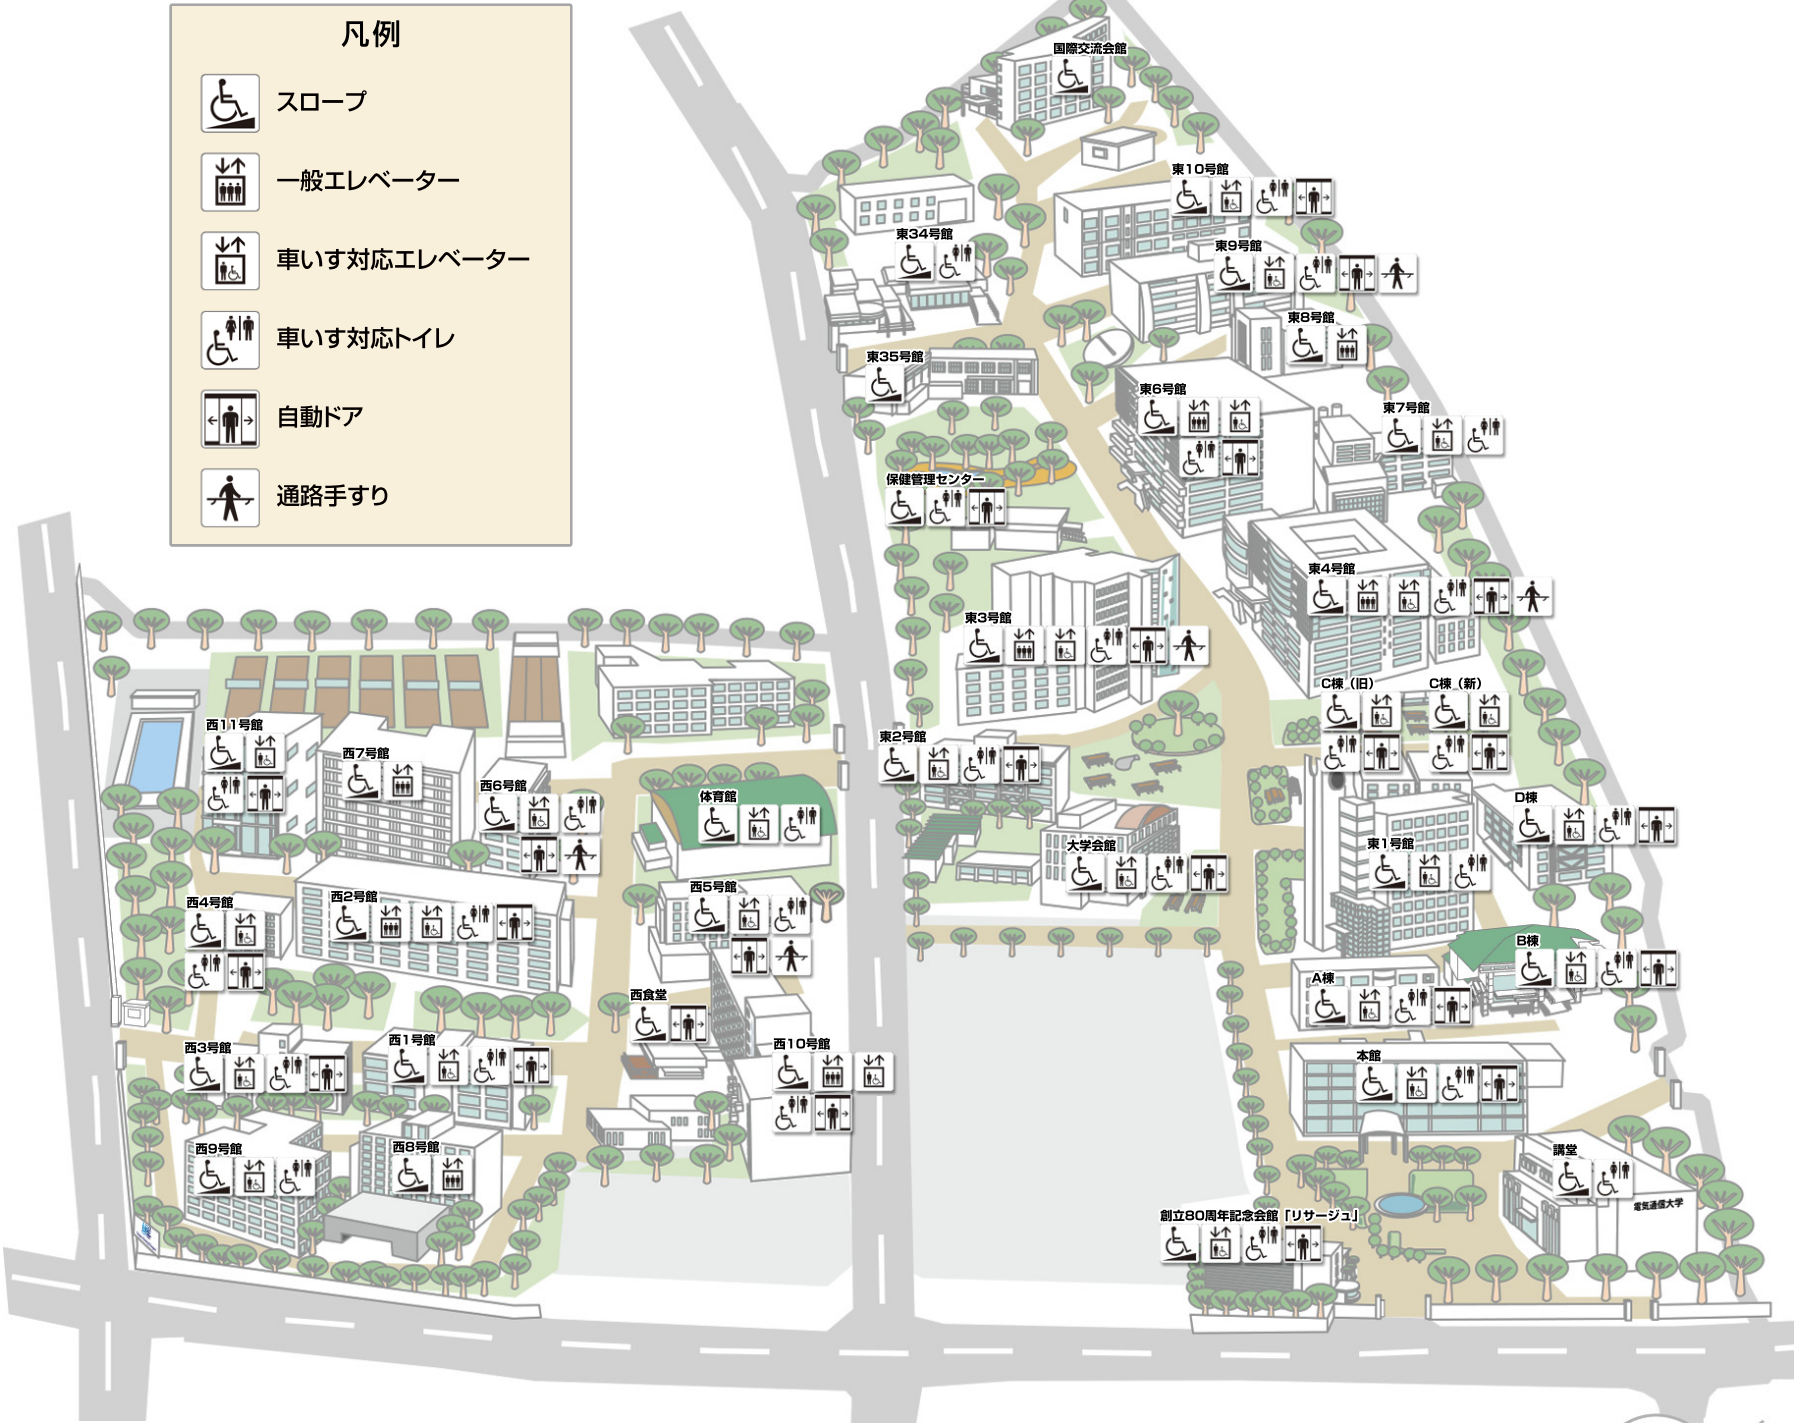 凡例
スロープ
一般エレベーター
車いす対応エレベーター
車いす対応トイレ
自動ドア
通路手すり
国際交流会館
東10号館
東34号館
東9号館
東8号館
東35号館
東6号館
東7号館
保健管理センター
東4号館
東3号館
C棟（旧）
C棟（新）
東2号館
西11号館
西7号館
西6号館
体育館
D棟
大学会館
東1号館
西5号館
西2号館
西4号館
B棟
A棟
西食堂
西10号館
西3号館
西1号館
本館
西9号館
西8号館
講堂
電気通信大学
創立80周年記念会館「リサージュ」